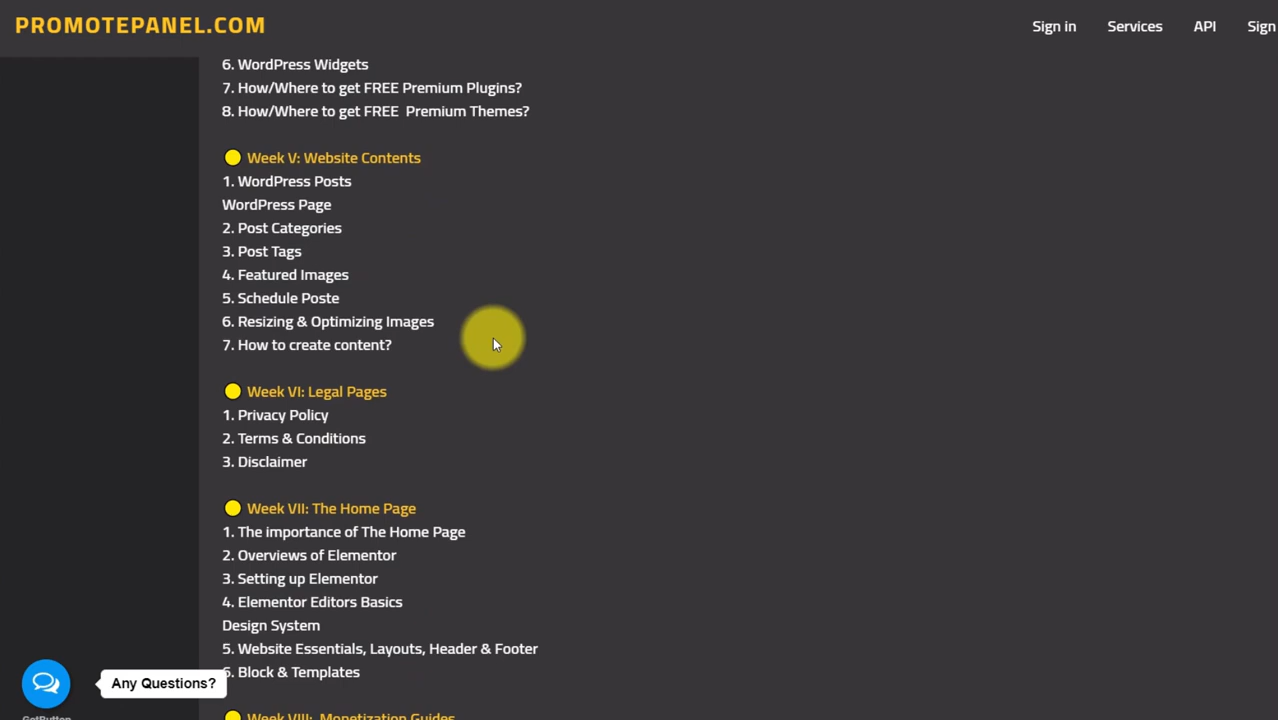 PROMOTEPANEL.COM
Sign in Services API Sign
6. WordPress Widgets
7. How/Where to get FREE Premium Plugins?
8. How/Where to get FREE Premium Themes?
Week V: Website Contents
1. WordPress Posts
WordPress Page
2. Post Categories
3. Post Tags
4. Featured Images
5. Schedule Poste
6. Resizing & Optimizing Images
7. How to create content?
Week VI: Legal Pages
1. Privacy Policy
2. Terms & Conditions
3. Disclaimer
Week VII: The Home Page
1. The importance of The Home Page
2. Overviews of Elementor
3. Setting up Elementor
4. Elementor Editors Basics
Design System
5. Website Essentials, Layouts, Header & Footer
6. Block & Templates
Any Questions?
GetButton
Week VIII: Monetization Guides